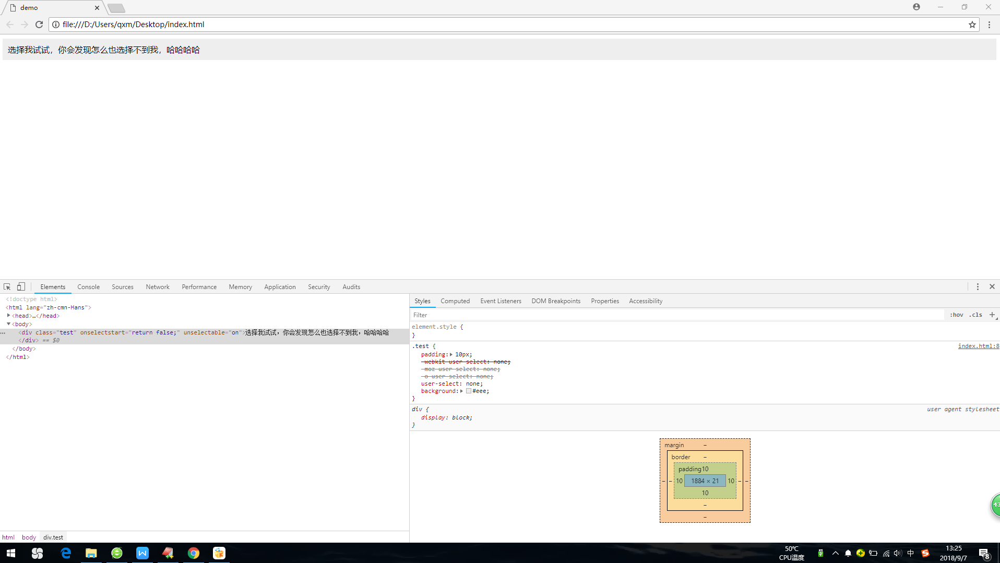 demo
file:///D:/Users/qxm/Desktop/index.html
选择我试试，你会发现怎么也选择不到我，哈哈哈哈
Elements Console Sources Network Performance Memory Application Security Audits
<!doctype html>
<html lang="zh-cmn-Hans">
<head>…</head>
<body>
<div class="test" onselectstart="return false;" unselectable="on">选择我试试，你会发现怎么也选择不到我，哈哈哈哈
</div> == $0
</body>
</html>
html body div.test
Styles Computed Event Listeners DOM Breakpoints Properties Accessibility
Filter :hov .cls
element.style {
}
.test { index.html:8
padding: 10px;
-webkit-user-select: none;
-moz-user-select: none;
-o-user-select: none;
user-select: none;
background: #eee;
}
div { user agent stylesheet
display: block;
}
margin –
border –
padding 10
– – 10 1884 × 21 10 – –
10
–
–
43
50℃
CPU温度
中
13:25
2018/9/7
8